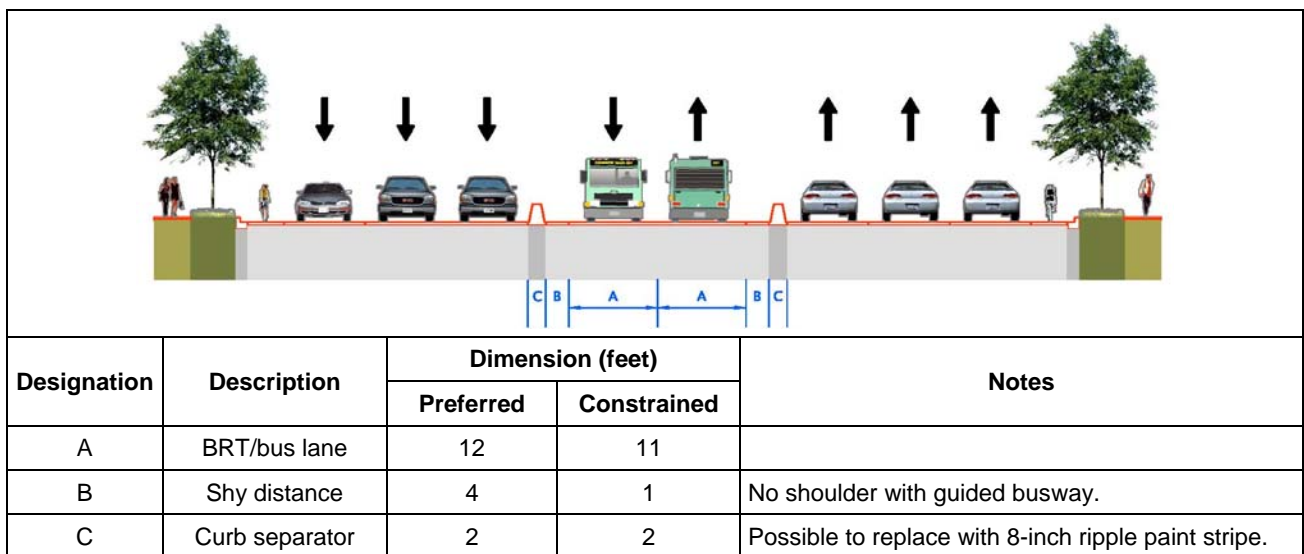 C B A A B C
Designation Description Dimension (feet) Notes
Preferred Constrained
A BRT/bus lane 12 11
B Shy distance 4 1 No shoulder with guided busway.
C Curb separator 2 2 Possible to replace with 8-inch ripple paint stripe.